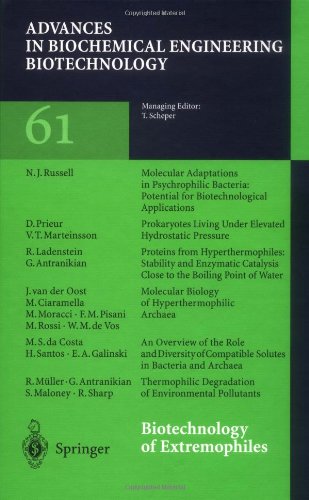 ADVANCES
IN BIOCHEMICAL ENGINEERING
BIOTECHNOLOGY
61
Managing Editor:
T. Scheper
N. J. Russell
Molecular Adaptations
in Psychrophilic Bacteria:
Potential for Biotechnological
Applications
D. Prieur
V. T. Marteinsson
Prokaryotes Living Under Elevated
Hydrostatic Pressure
R. Ladenstein
G. Antranikian
Proteins from Hyperthermophiles:
Stability and Enzymatic Catalysis
Close to the Boiling Point of Water
J. van der Oost
M. Ciaramella
M. Moracci · F. M. Pisani
M. Rossi · W. M. de Vos
Molecular Biology
of Hyperthermophilic
Archaea
M. S. da Costa
H. Santos · E. A. Galinski
An Overview of the Role
and Diversity of Compatible Solutes
in Bacteria and Archaea
R. Müller · G. Antranikian
S. Maloney · R. Sharp
Thermophilic Degradation
of Environmental Pollutants
Biotechnology
of Extremophiles
Springer